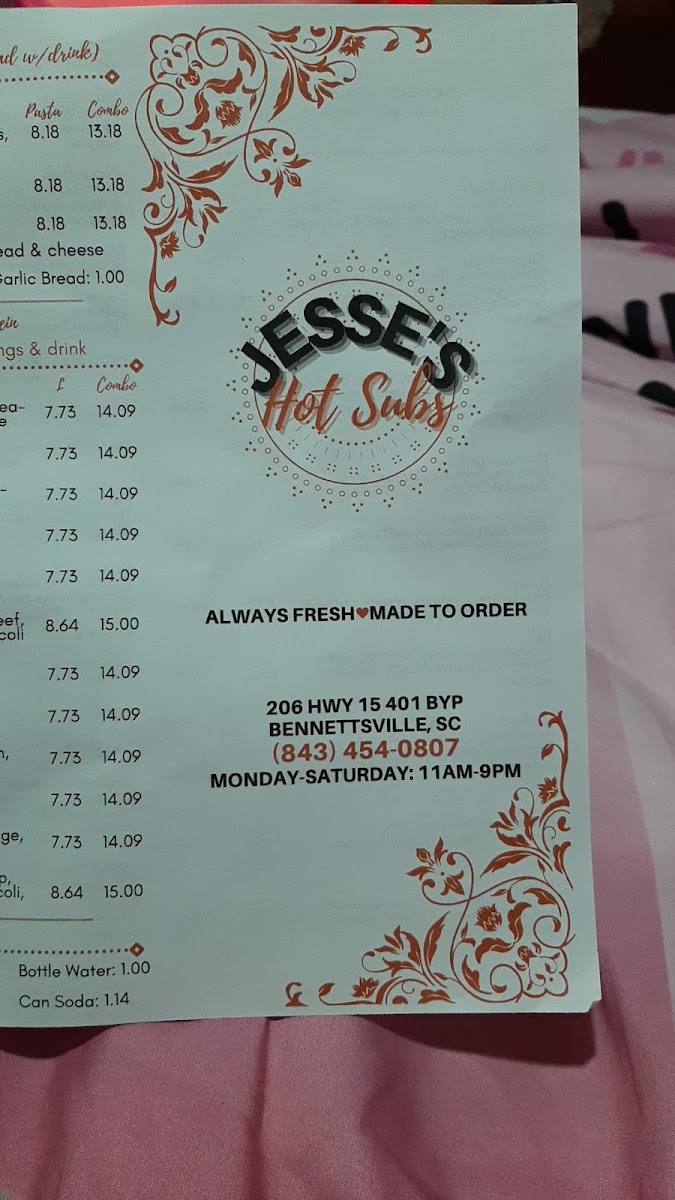 nd w/drink)
Pasta Combo
s, 8.18 13.18
8.18 13.18
8.18 13.18
ead & cheese
Garlic Bread: 1.00
ein
ngs & drink
£ Combo
ea-
e 7.73 14.09
7.73 14.09
- 7.73 14.09
7.73 14.09
7.73 14.09
eef,
coli 8.64 15.00
7.73 14.09
7.73 14.09
n, 7.73 14.09
7.73 14.09
ge, 7.73 14.09
p,
coli, 8.64 15.00
Bottle Water: 1.00
Can Soda: 1.14
JESSE'S
Hot Subs
ALWAYS FRESH♥MADE TO ORDER
206 HWY 15 401 BYP
BENNETTSVILLE, SC
(843) 454-0807
MONDAY-SATURDAY: 11AM-9PM